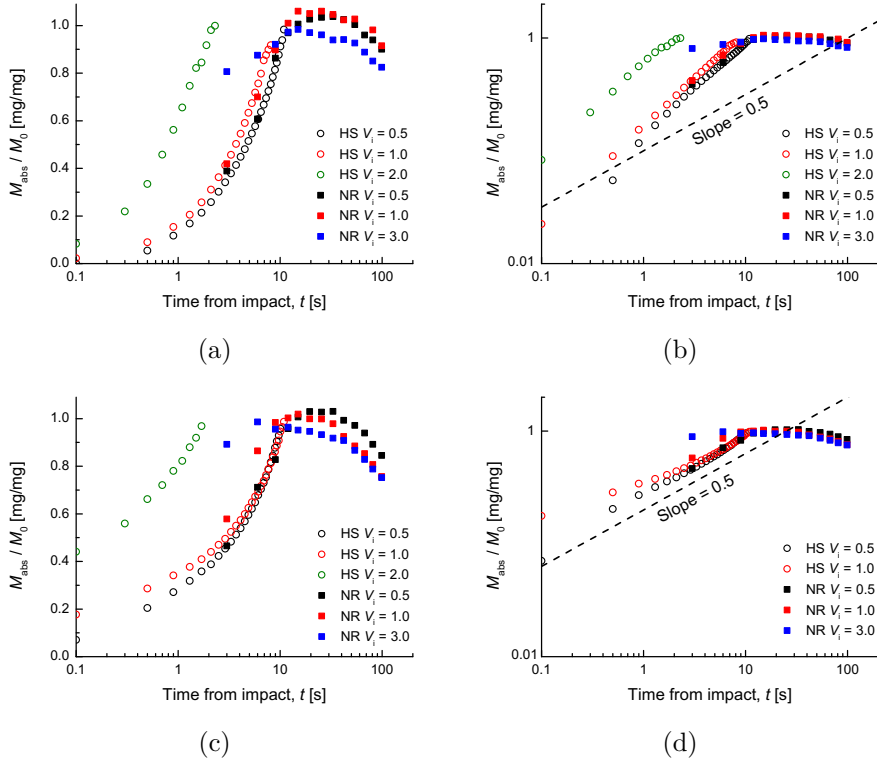 M_abs / M_0 [mg/mg]
1.0
0.8
0.6
0.4
0.2
0.0
0.1 1 10 100
Time from impact, t [s]
HS V_i = 0.5
HS V_i = 1.0
HS V_i = 2.0
NR V_i = 0.5
NR V_i = 1.0
NR V_i = 3.0
(a)
M_abs / M_0 [mg/mg]
1
0.01
0.1 1 10 100
Time from impact, t [s]
Slope = 0.5
HS V_i = 0.5
HS V_i = 1.0
HS V_i = 2.0
NR V_i = 0.5
NR V_i = 1.0
NR V_i = 3.0
(b)
M_abs / M_0 [mg/mg]
1.0
0.8
0.6
0.4
0.2
0.0
0.1 1 10 100
Time from impact, t [s]
HS V_i = 0.5
HS V_i = 1.0
HS V_i = 2.0
NR V_i = 0.5
NR V_i = 1.0
NR V_i = 3.0
(c)
M_abs / M_0 [mg/mg]
1
0.01
0.1 1 10 100
Time from impact, t [s]
Slope = 0.5
HS V_i = 0.5
HS V_i = 1.0
NR V_i = 0.5
NR V_i = 1.0
NR V_i = 3.0
(d)